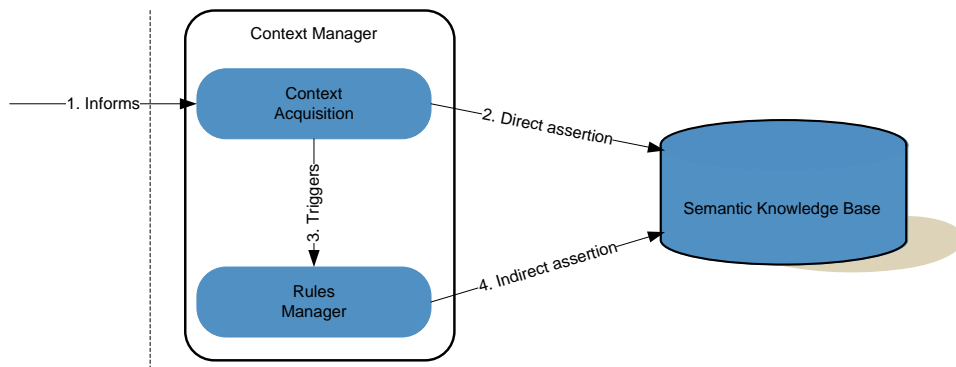 Context Manager
Context
Acquisition
1. Informs
2. Direct assertion
3. Triggers
Semantic Knowledge Base
Rules
Manager
4. Indirect assertion